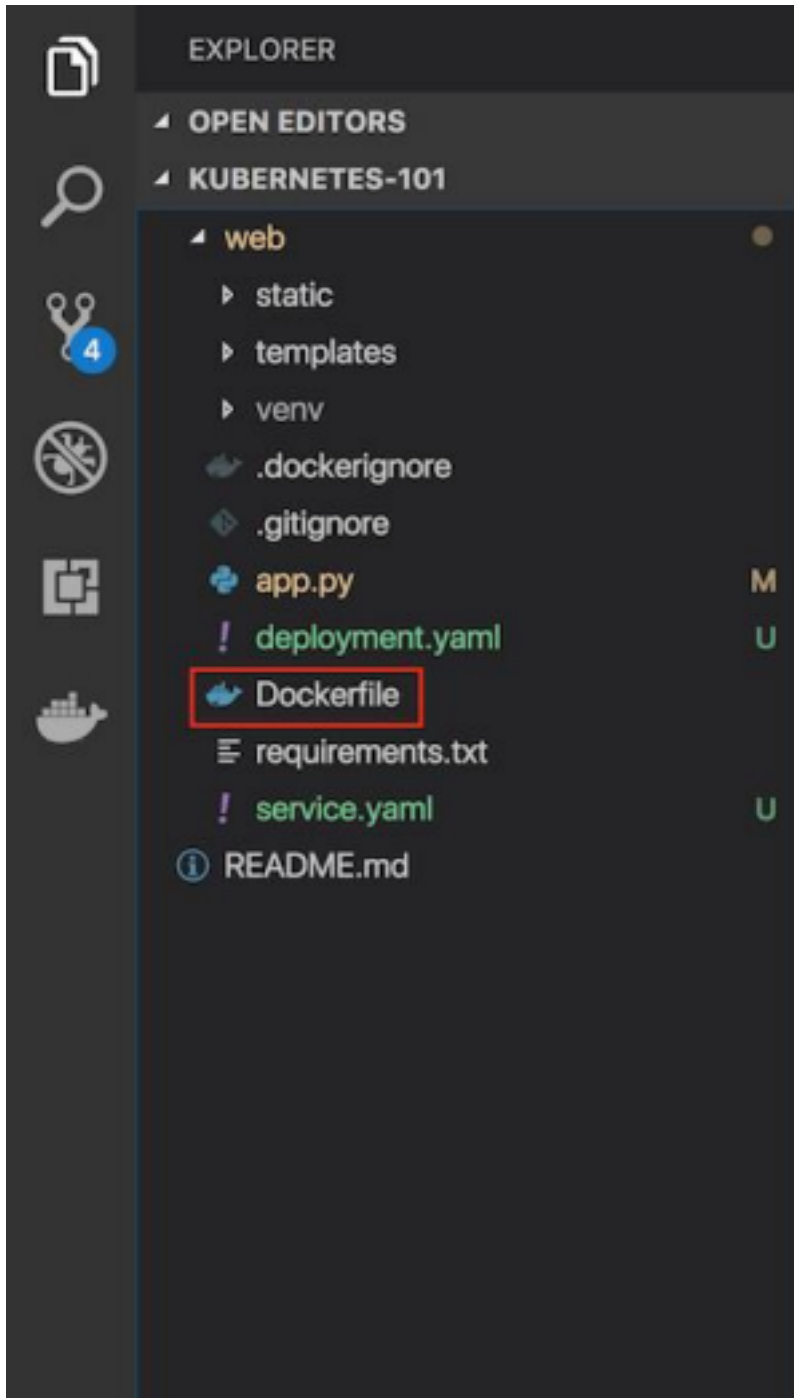 EXPLORER
OPEN EDITORS
KUBERNETES-101
web
static
templates
4
venv
.dockerignore
.gitignore
app.py M
deployment.yaml U
Dockerfile
requirements.txt
service.yaml U
README.md